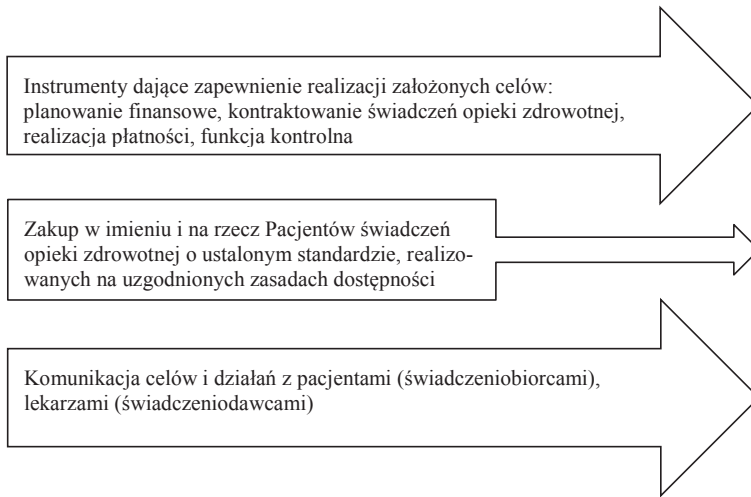 Instrumenty dające zapewnienie realizacji założonych celów:
planowanie finansowe, kontraktowanie świadczeń opieki zdrowotnej,
realizacja płatności, funkcja kontrolna
Zakup w imieniu i na rzecz Pacjentów świadczeń
opieki zdrowotnej o ustalonym standardzie, realizo-
wanych na uzgodnionych zasadach dostępności
Komunikacja celów i działań z pacjentami (świadczeniobiorcami),
lekarzami (świadczeniodawcami)